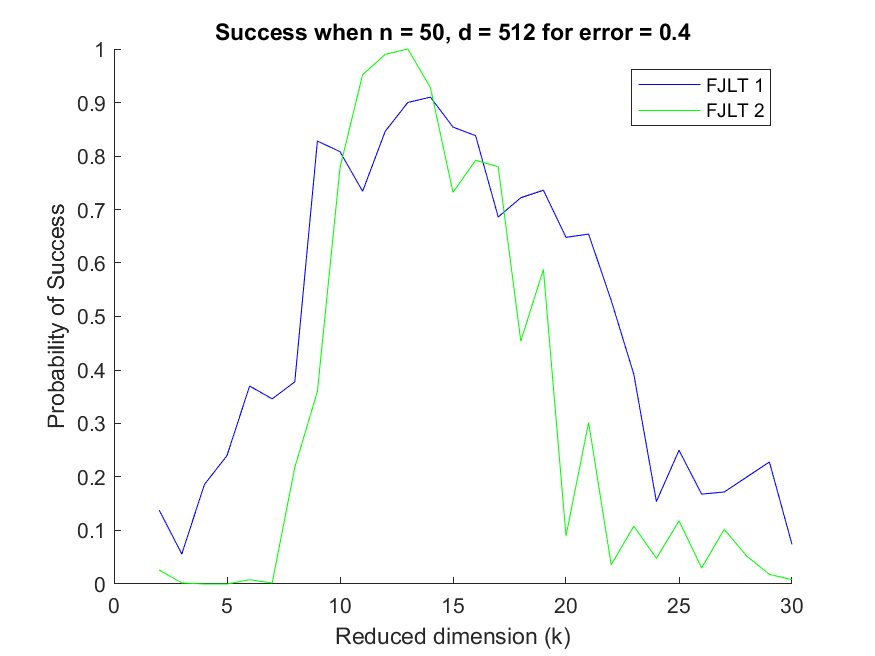 Success when n = 50, d = 512 for error = 0.4
FJLT 1
FJLT 2
Probability of Success
1
0.9
0.8
0.7
0.6
0.5
0.4
0.3
0.2
0.1
0
0 5 10 15 20 25 30
Reduced dimension (k)